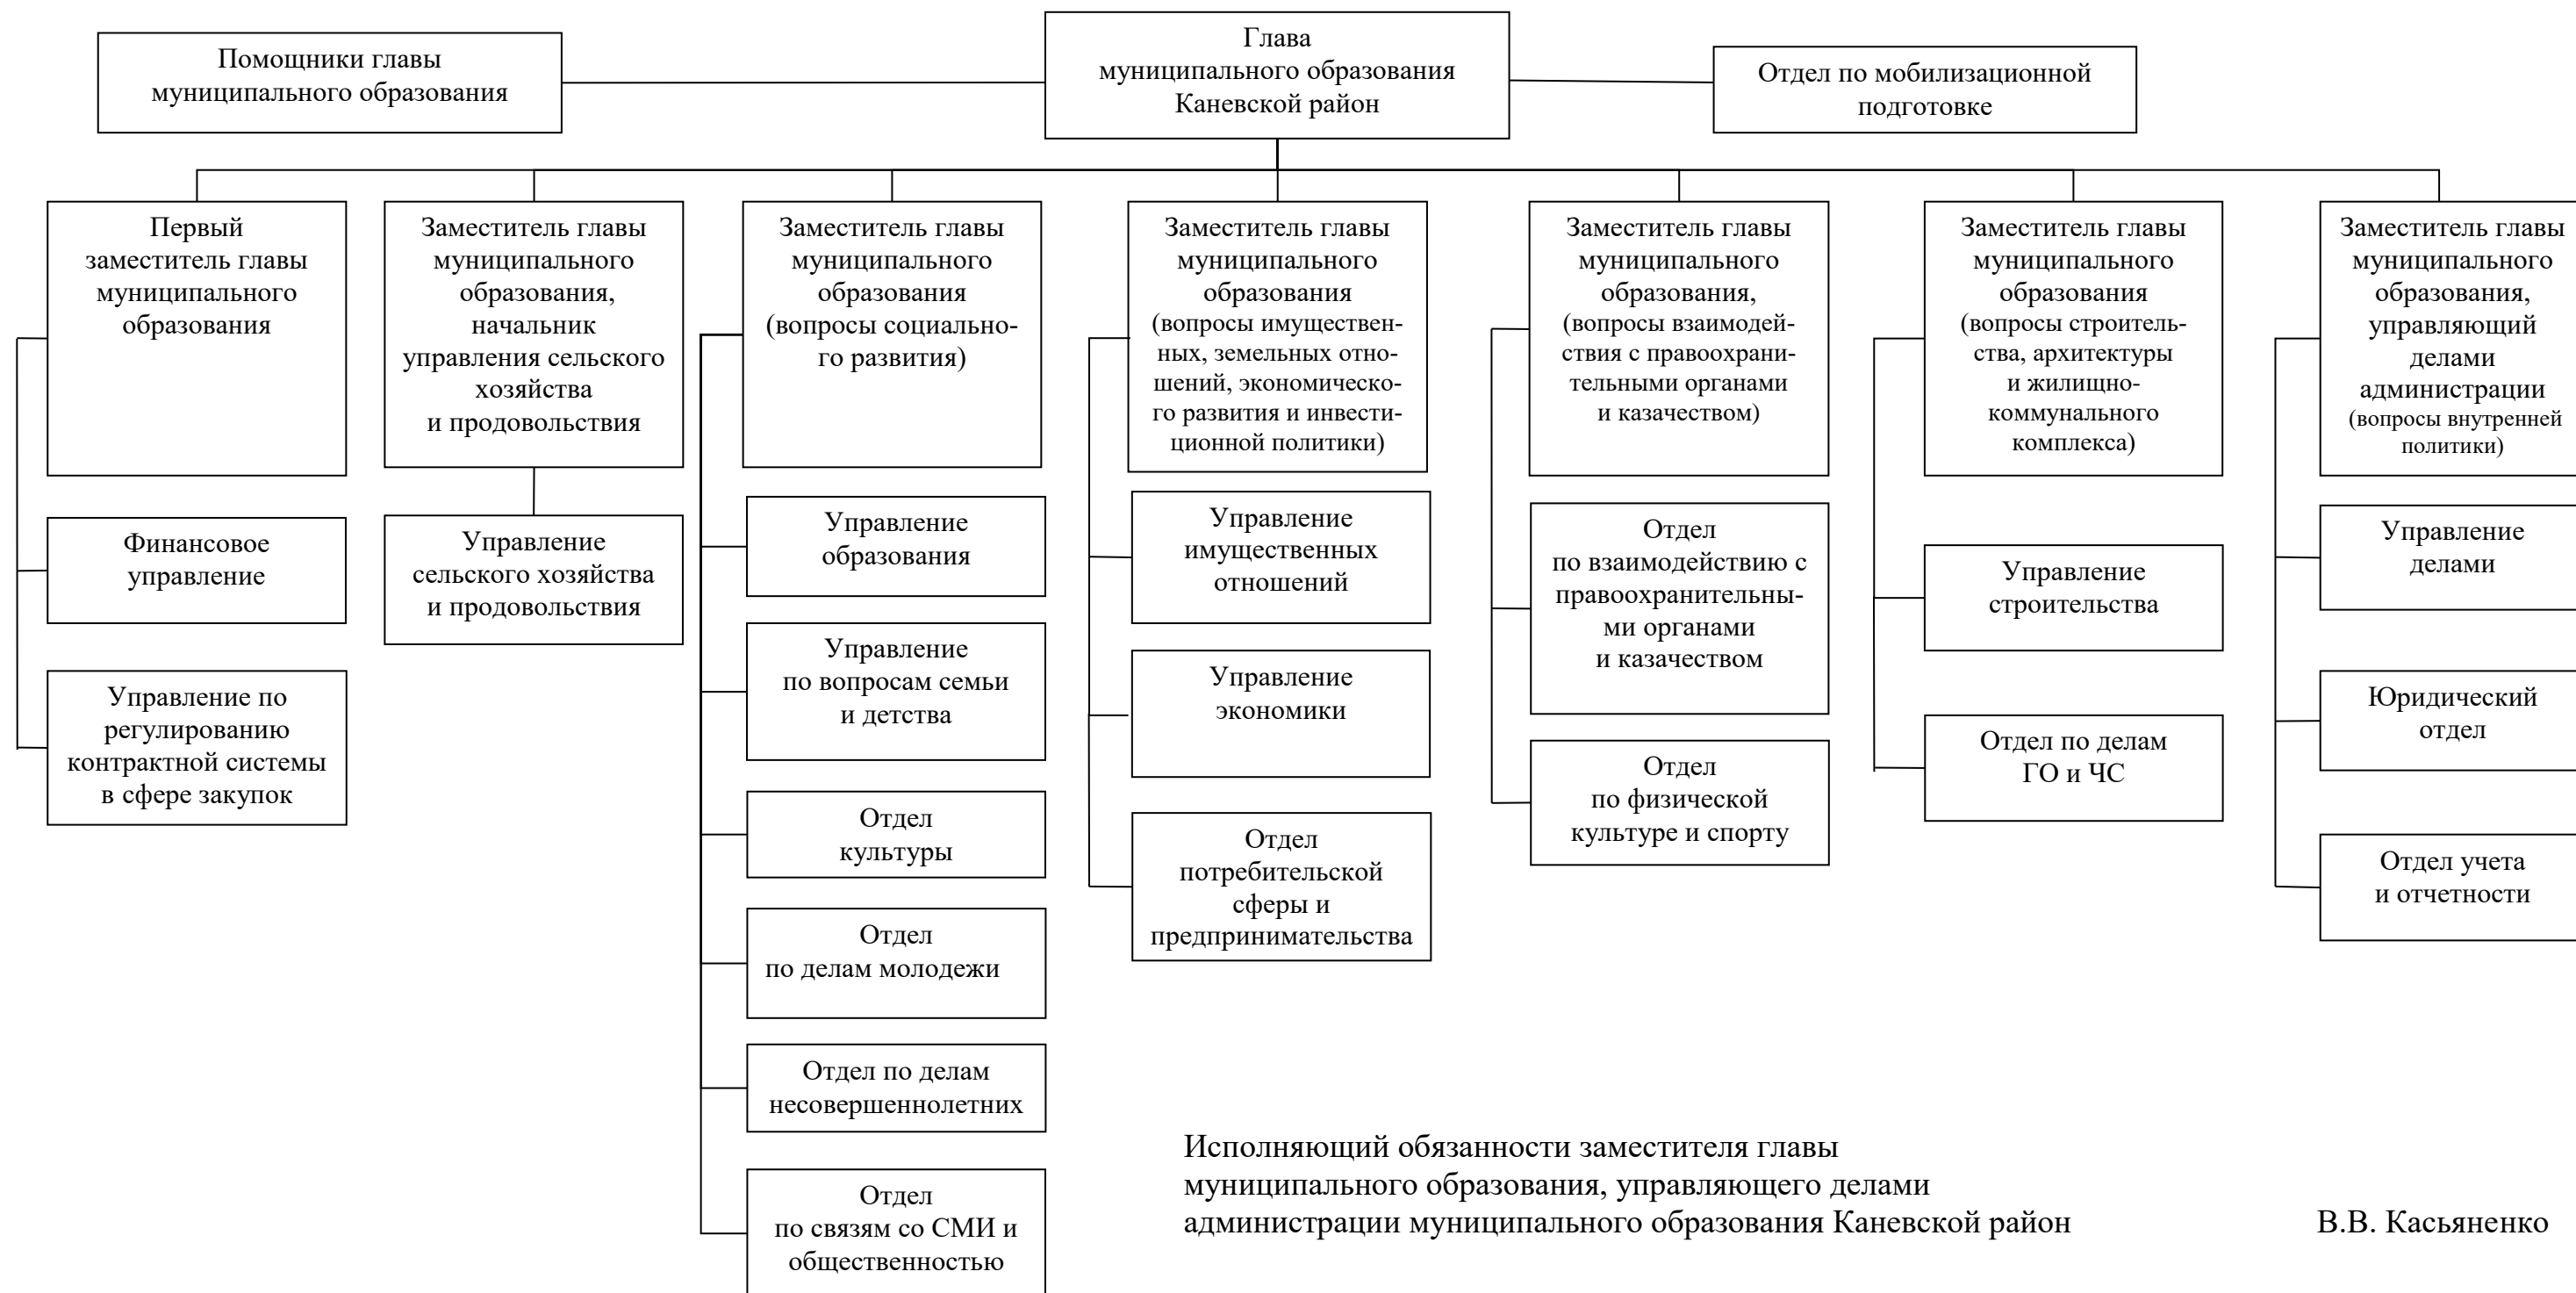 Помощники главы
муниципального образования
Глава
муниципального образования
Каневской район
Отдел по мобилизационной
подготовке
Первый
заместитель главы
муниципального
образования
Заместитель главы
муниципального
образования,
начальник
управления сельского
хозяйства
и продовольствия
Заместитель главы
муниципального
образования
(вопросы социально-
го развития)
Заместитель главы
муниципального
образования
(вопросы имуществен-
ных, земельных отно-
шений, экономическо-
го развития и инвести-
ционной политики)
Заместитель главы
муниципального
образования,
(вопросы взаимодей-
ствия с правоохрани-
тельными органами
и казачеством)
Заместитель главы
муниципального
образования
(вопросы строитель-
ства, архитектуры
и жилищно-
коммунального
комплекса)
Заместитель главы
муниципального
образования,
управляющий
делами
администрации
(вопросы внутренней
политики)
Финансовое
управление
Управление по
регулированию
контрактной системы
в сфере закупок
Управление
сельского хозяйства
и продовольствия
Управление
образования
Управление
по вопросам семьи
и детства
Отдел
культуры
Отдел
по делам молодежи
Отдел по делам
несовершеннолетних
Отдел
по связям со СМИ и
общественностью
Управление
имущественных
отношений
Управление
экономики
Отдел
потребительской
сферы и
предпринимательства
Отдел
по взаимодействию с
правоохранительны-
ми органами
и казачеством
Отдел
по физической
культуре и спорту
Управление
строительства
Отдел по делам
ГО и ЧС
Управление
делами
Юридический
отдел
Отдел учета
и отчетности
Исполняющий обязанности заместителя главы
муниципального образования, управляющего делами
администрации муниципального образования Каневской район В.В. Касьяненко